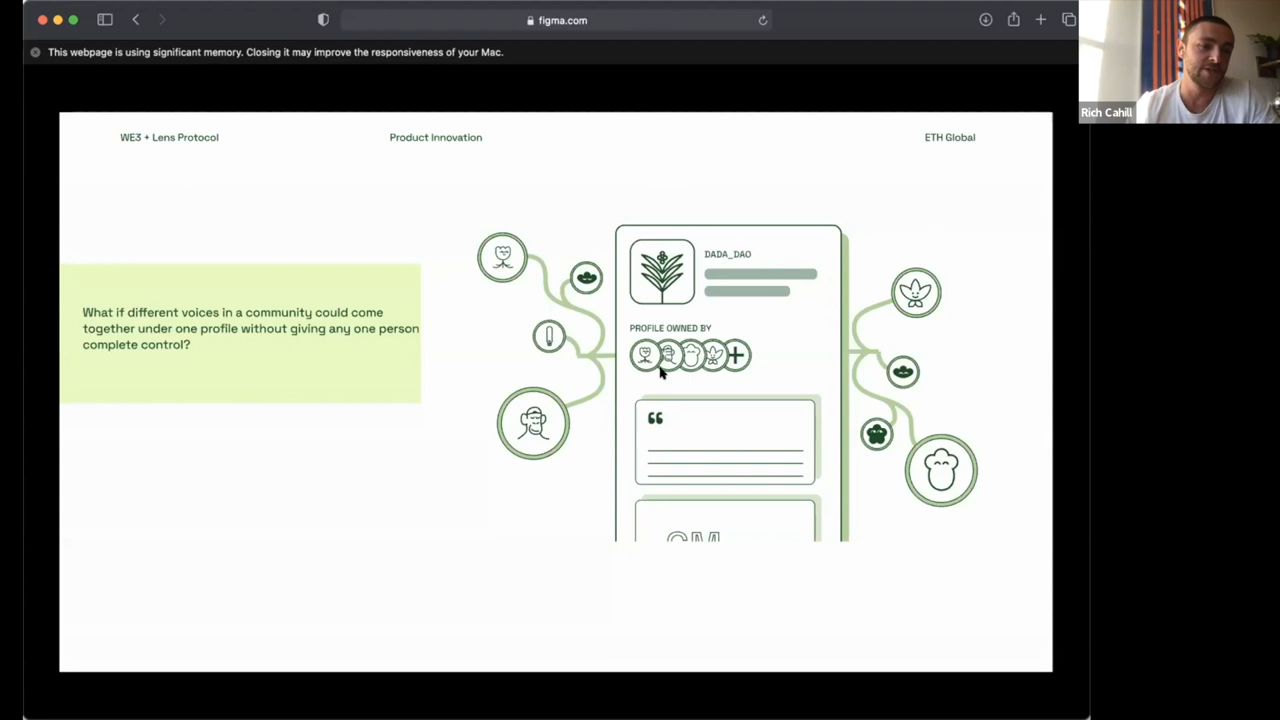 figma.com
This webpage is using significant memory. Closing it may improve the responsiveness of your Mac.
Rich Cahill
WE3 + Lens Protocol
Product Innovation
ETH Global
What if different voices in a community could come
together under one profile without giving any one person
complete control?
DADA_DAO
PROFILE OWNED BY
“
GM